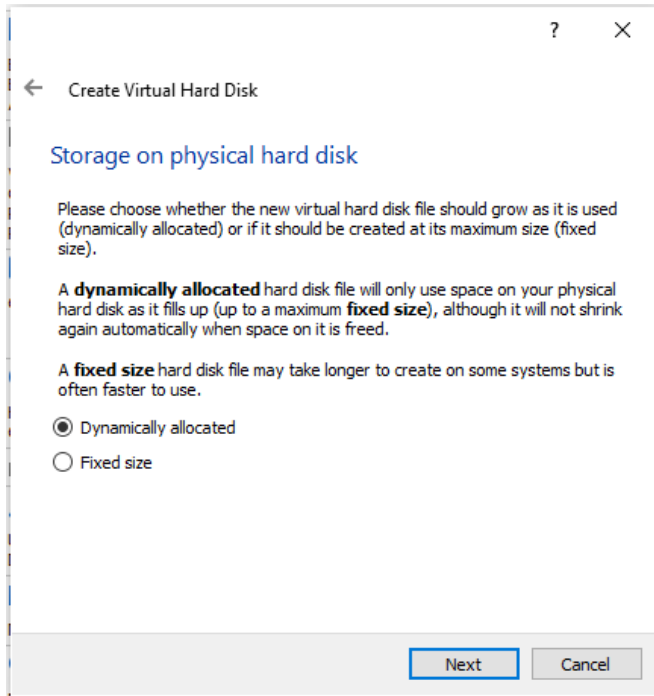 ?
Create Virtual Hard Disk
Storage on physical hard disk
Please choose whether the new virtual hard disk file should grow as it is used
(dynamically allocated) or if it should be created at its maximum size (fixed
size).
A dynamically allocated hard disk file will only use space on your physical
hard disk as it fills up (up to a maximum fixed size), although it will not shrink
again automatically when space on it is freed.
A fixed size hard disk file may take longer to create on some systems but is
often faster to use.
Dynamically allocated
Fixed size
Next Cancel